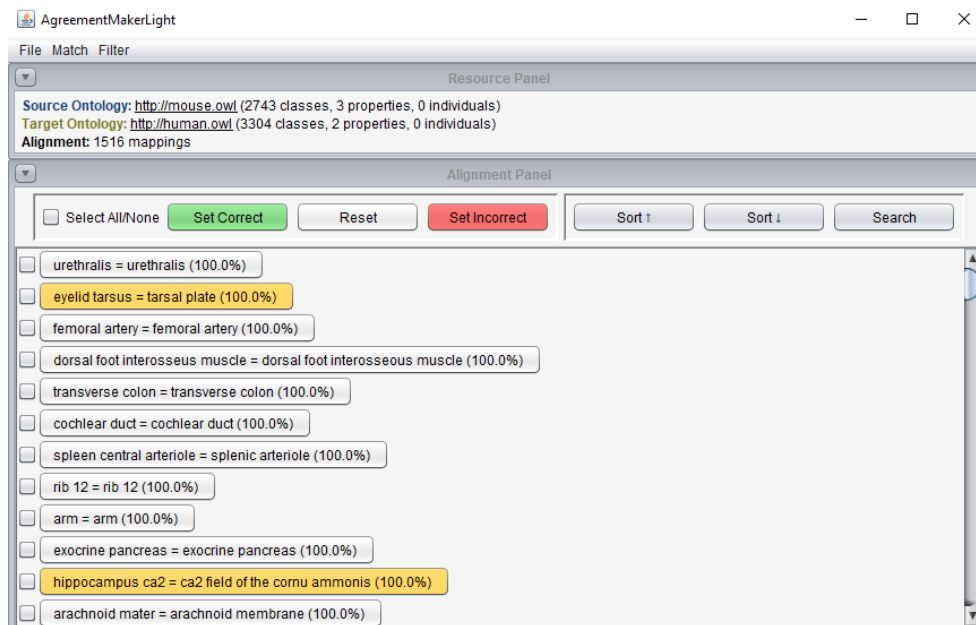 AgreementMakerLight
File Match Filter
Resource Panel
Source Ontology: http://mouse.owl (2743 classes, 3 properties, 0 individuals)
Target Ontology: http://human.owl (3304 classes, 2 properties, 0 individuals)
Alignment: 1516 mappings
Alignment Panel
Select All/None Set Correct Reset Set Incorrect Sort ↑ Sort ↓ Search
urethralis = urethralis (100.0%)
eyelid tarsus = tarsal plate (100.0%)
femoral artery = femoral artery (100.0%)
dorsal foot interosseus muscle = dorsal foot interosseous muscle (100.0%)
transverse colon = transverse colon (100.0%)
cochlear duct = cochlear duct (100.0%)
spleen central arteriole = splenic arteriole (100.0%)
rib 12 = rib 12 (100.0%)
arm = arm (100.0%)
exocrine pancreas = exocrine pancreas (100.0%)
hippocampus ca2 = ca2 field of the cornu ammonis (100.0%)
arachnoid mater = arachnoid membrane (100.0%)